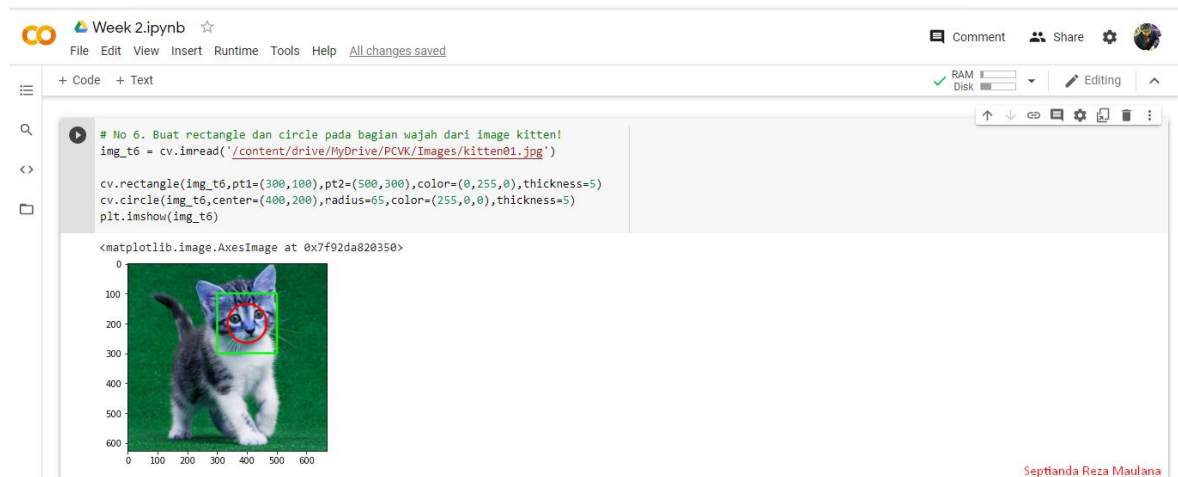 Week 2.ipynb
Comment Share
File Edit View Insert Runtime Tools Help All changes saved
+ Code + Text
RAM
Disk
Editing
# No 6. Buat rectangle dan circle pada bagian wajah dari image kitten!
img_t6 = cv.imread('/content/drive/MyDrive/PCVK/Images/kitten01.jpg')
cv.rectangle(img_t6,pt1=(300,100),pt2=(500,300),color=(0,255,0),thickness=5)
cv.circle(img_t6,center=(400,200),radius=65,color=(255,0,0),thickness=5)
plt.imshow(img_t6)
<matplotlib.image.AxesImage at 0x7f92da820350>
0
100
200
300
400
500
600
0 100 200 300 400 500 600
Septianda Reza Maulana